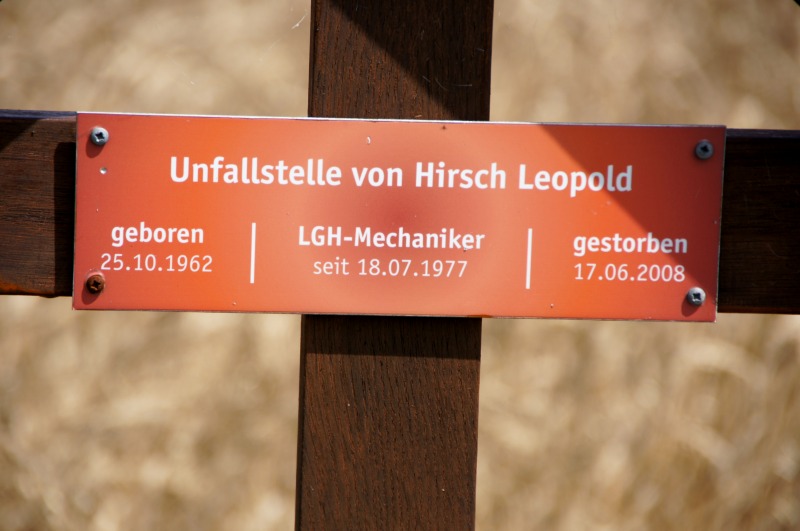 Unfallstelle von Hirsch Leopold
geboren
25.10.1962
LGH-Mechaniker
seit 18.07.1977
gestorben
17.06.2008